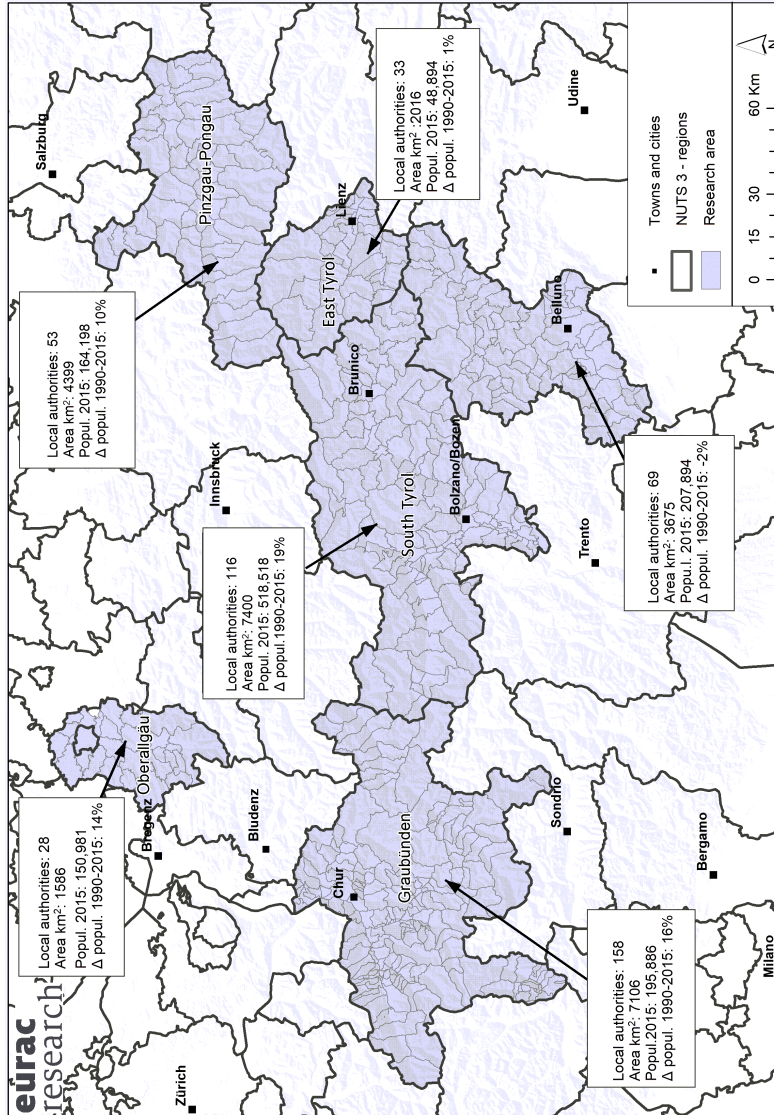 eurac
research
Zürich
Local authorities: 28
Area km²: 1586
Popul. 2015: 150,981
Δ popul. 1990-2015: 14%
Bregenz
Oberallgäu
Bludenz
Local authorities: 116
Area km²: 7400
Popul. 2015: 518,518
Δ popul.1990-2015: 19%
Innsbruck
Local authorities: 53
Area km²: 4399
Popul. 2015: 164,198
Δ popul. 1990-2015: 10%
Salzburg
Pinzgau-Pongau
Chur
Graubünden
South Tyrol
Brunico
Bolzano/Bozen
East Tyrol
Lienz
Local authorities: 33
Area km² :2016
Popul. 2015: 48,894
Δ popul. 1990-2015: 1%
Local authorities: 158
Area km²: 7106
Popul.2015: 195,886
Δ popul. 1990-2015: 16%
Sondrio
Bergamo
Milano
Trento
Belluno
Local authorities: 69
Area km²: 3675
Popul. 2015: 207,894
Δ popul. 1990-2015: -2%
Udine
Towns and cities
NUTS 3 - regions
Research area
0 15 30 60 Km
N